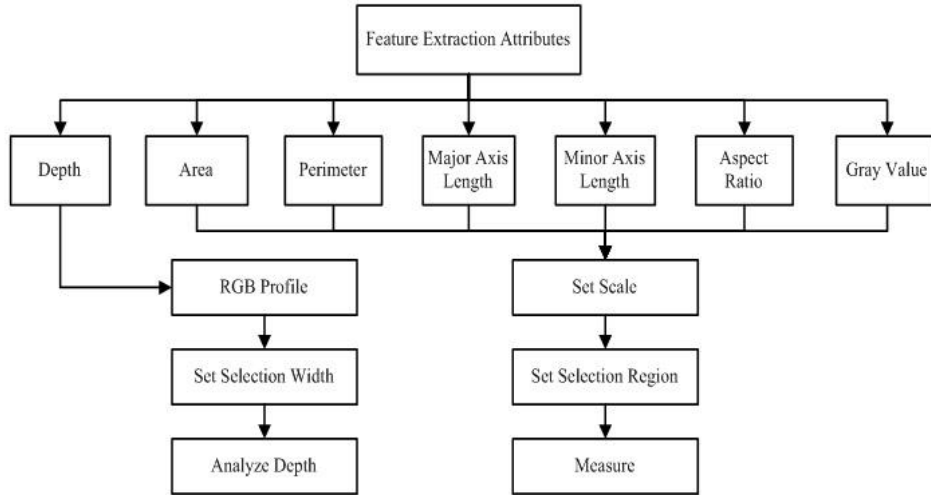 Feature Extraction Attributes
Depth
Area
Perimeter
Major Axis
Length
Minor Axis
Length
Aspect
Ratio
Gray Value
RGB Profile
Set Scale
Set Selection Width
Set Selection Region
Analyze Depth
Measure